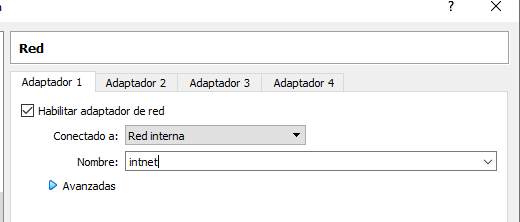 ?
Red
Adaptador 1 Adaptador 2 Adaptador 3 Adaptador 4
Habilitar adaptador de red
Conectado a: Red interna
Nombre: intnet
Avanzadas